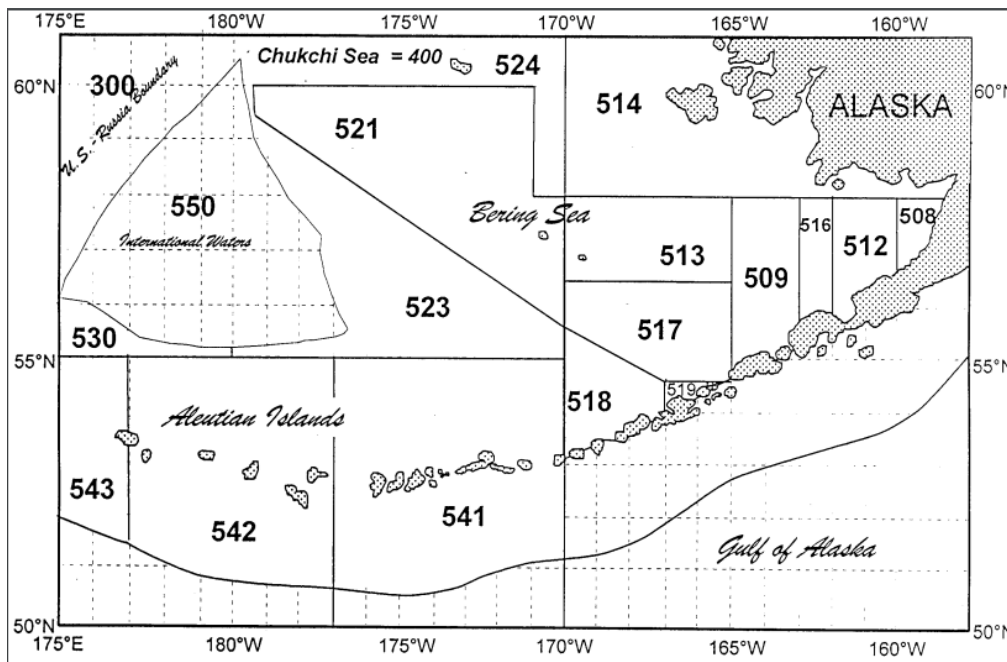 175°E 180°W 175°W 170°W 165°W 160°W
Chukchi Sea = 400
524
300
60°N
60°N
U.S.-Russia Boundary
514
ALASKA
521
550
International Waters
Bering Sea
516
508
512
513
509
523
517
530
55°N
55°N
519
518
Aleutian Islands
543
542
541
Gulf of Alaska
50°N
50°N
175°E 180°W 175°W 170°W 165°W 160°W